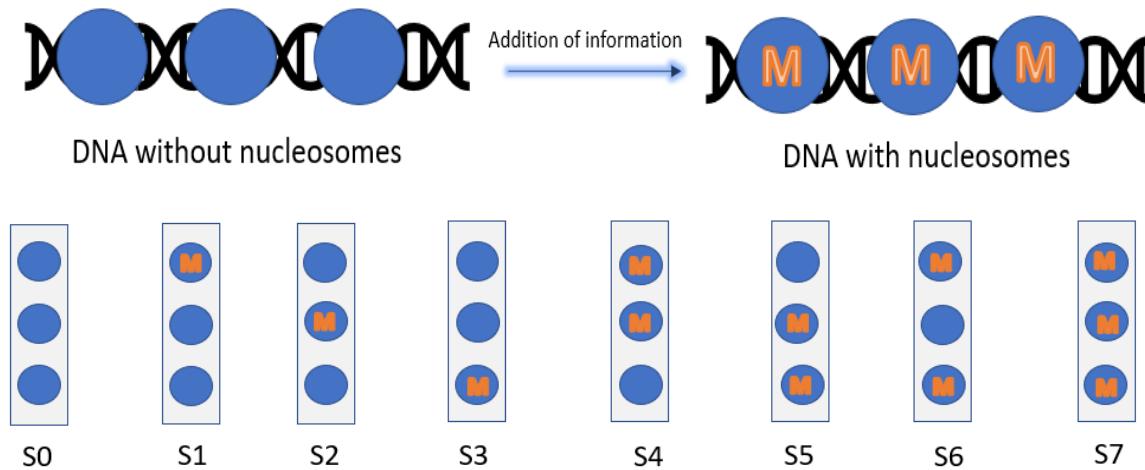 Addition of information
M M M
DNA without nucleosomes
DNA with nucleosomes
M M M M
M M M M
M M M M
S0 S1 S2 S3 S4 S5 S6 S7